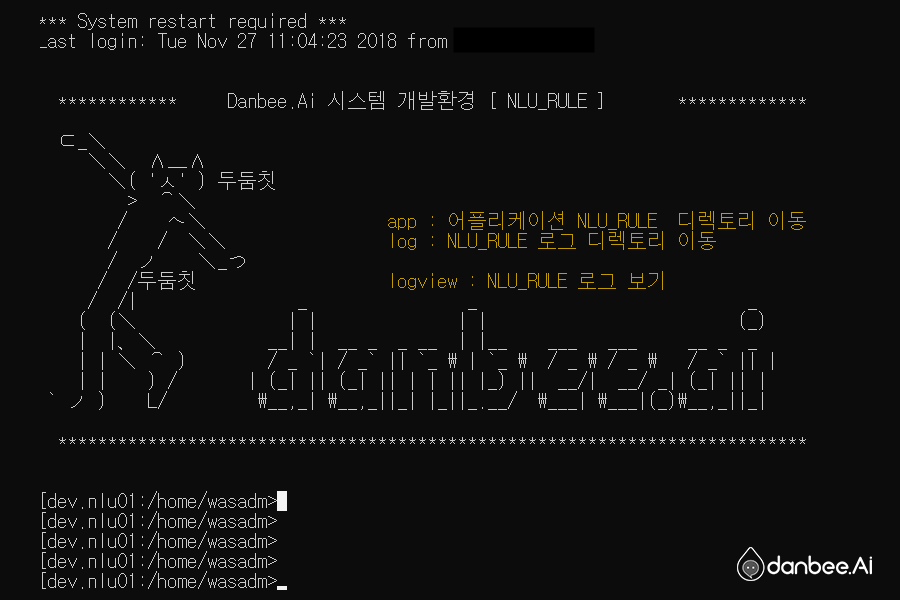 *** System restart required ***
Last login: Tue Nov 27 11:04:23 2018 from
************ Danbee.Ai 시스템 개발환경 [ NLU_RULE ] *************
두둠칫
app : 어플리케이션 NLU_RULE 디렉토리 이동
log : NLU_RULE 로그 디렉토리 이동
두둠칫
logview : NLU_RULE 로그 보기
danbee.ai
***************************************************************************
[dev.nlu01:/home/wasadm>
[dev.nlu01:/home/wasadm>
[dev.nlu01:/home/wasadm>
[dev.nlu01:/home/wasadm>
[dev.nlu01:/home/wasadm>_
danbee.Ai